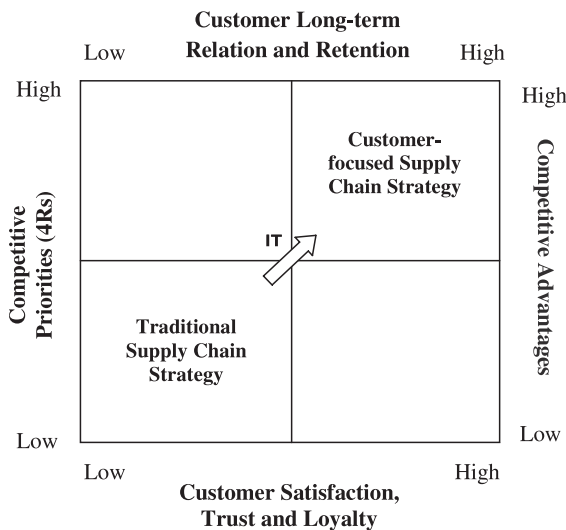 Customer Long-term
Relation and Retention
Low
High
High
High
Customer-
focused Supply
Chain Strategy
Competitive
Priorities (4Rs)
Competitive Advantages
IT
Traditional
Supply Chain
Strategy
Low
Low
Low
High
Customer Satisfaction,
Trust and Loyalty